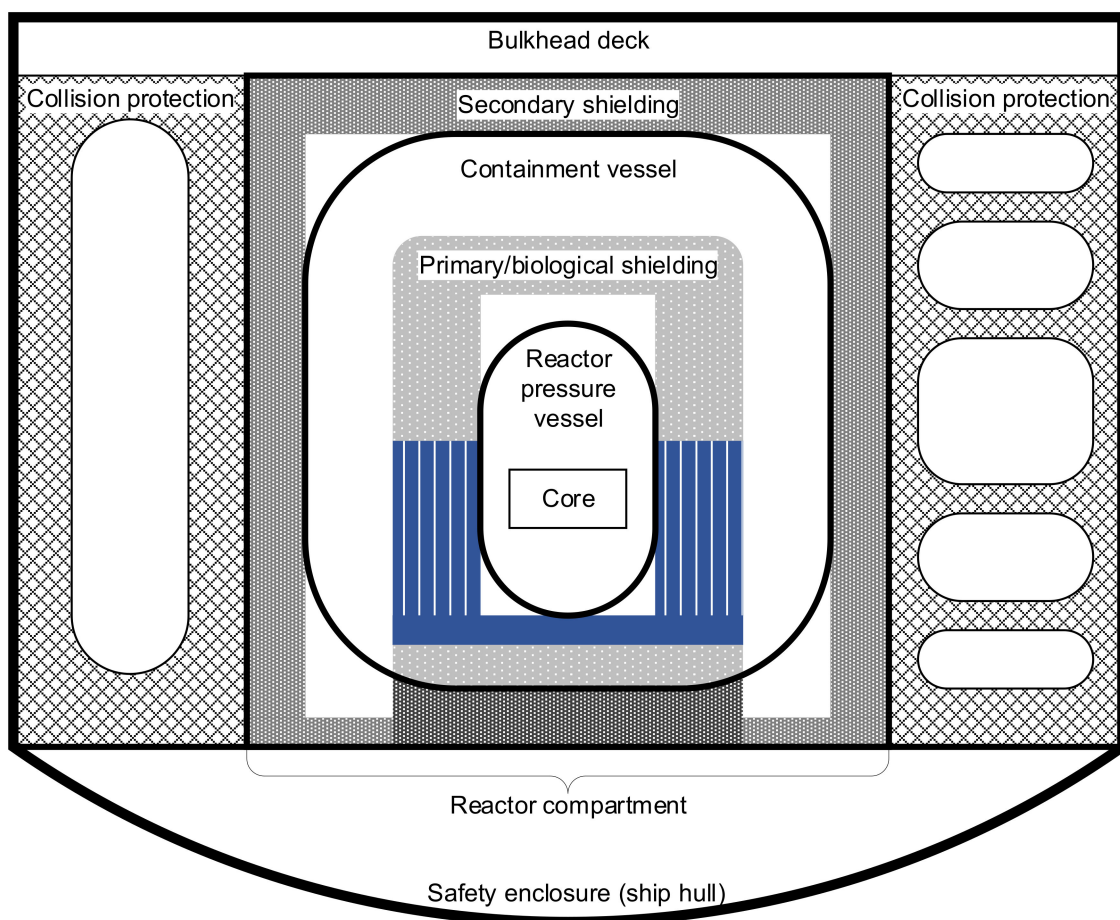 Bulkhead deck
Collision protection
Secondary shielding
Collision protection
Containment vessel
Primary/biological shielding
Reactor
pressure
vessel
Core
Reactor compartment
Safety enclosure (ship hull)